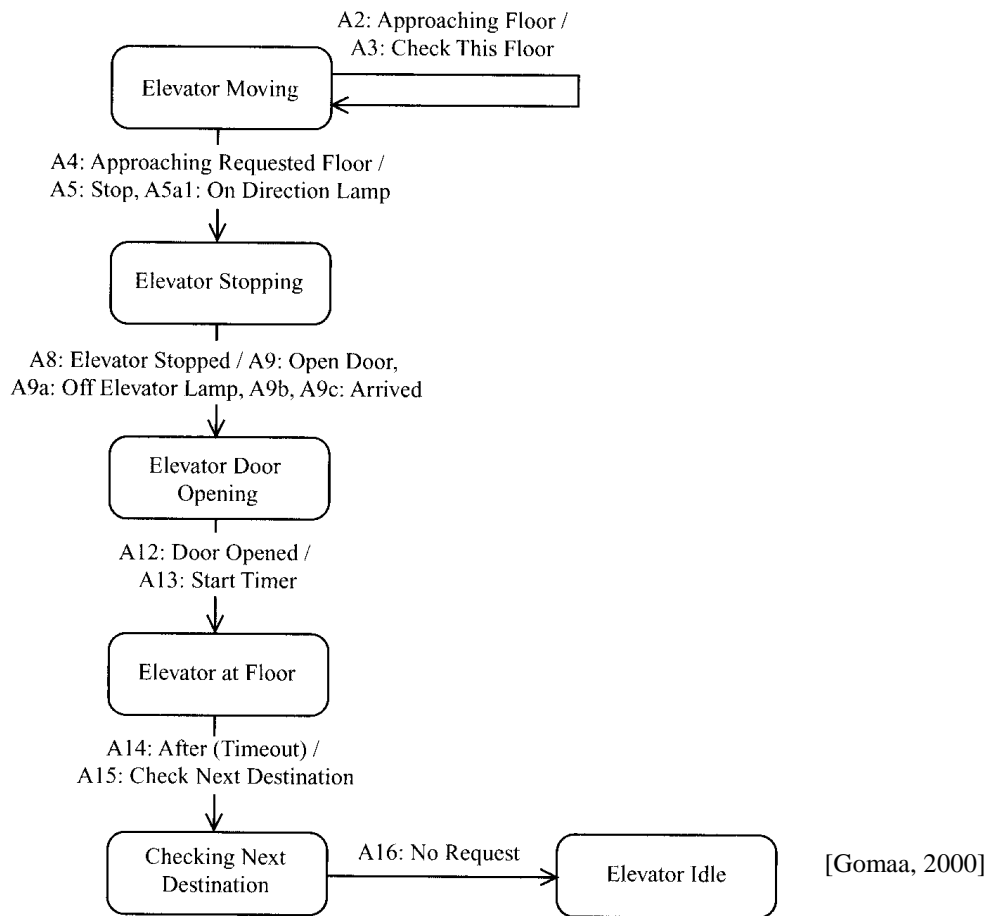 A2: Approaching Floor /
A3: Check This Floor
Elevator Moving
A4: Approaching Requested Floor /
A5: Stop, A5a1: On Direction Lamp
Elevator Stopping
A8: Elevator Stopped / A9: Open Door,
A9a: Off Elevator Lamp, A9b, A9c: Arrived
Elevator Door
Opening
A12: Door Opened /
A13: Start Timer
Elevator at Floor
A14: After (Timeout) /
A15: Check Next Destination
Checking Next
Destination
A16: No Request
Elevator Idle
[Gomaa, 2000]